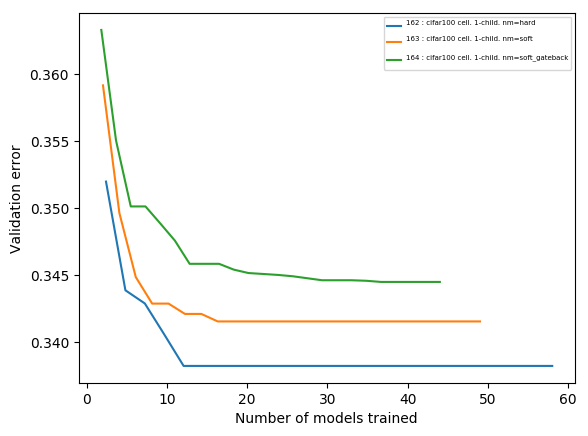 162 : cifar100 cell. 1-child. nm=hard
163 : cifar100 cell. 1-child. nm=soft
164 : cifar100 cell. 1-child. nm=soft_gateback
0.360
0.355
0.350
0.345
0.340
Validation error
0 10 20 30 40 50 60
Number of models trained